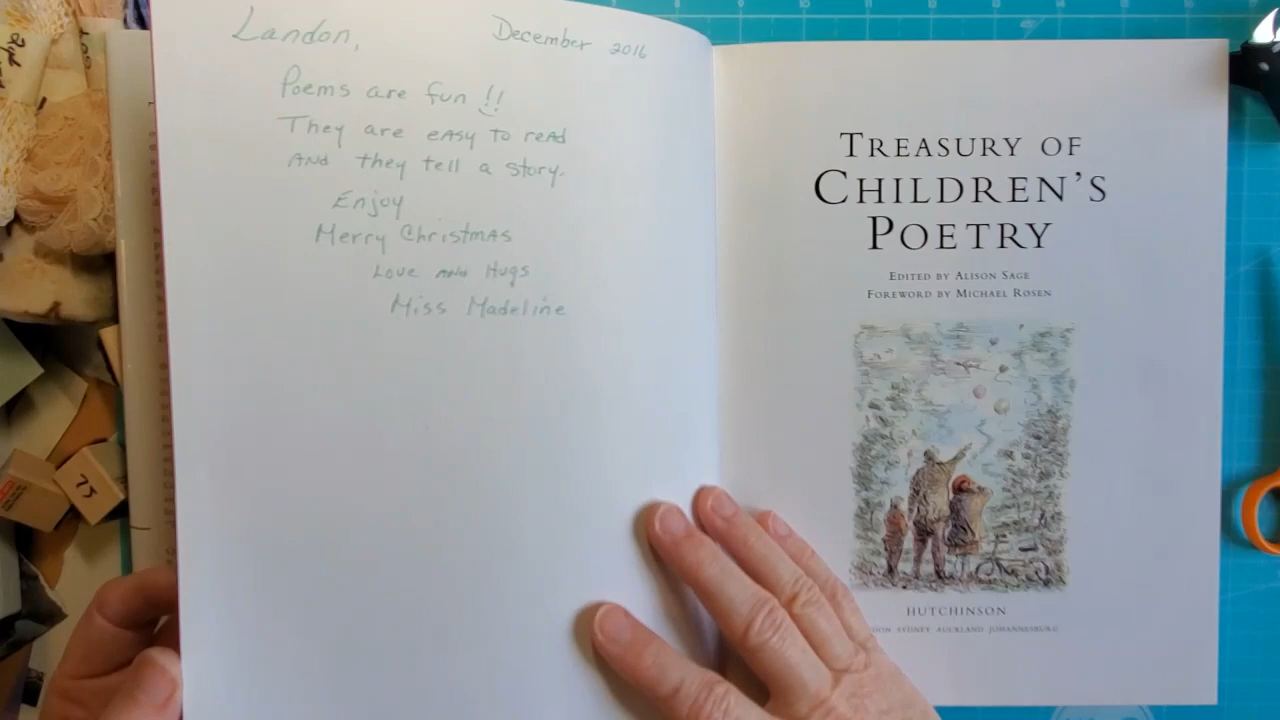 Landon, December 2016
Poems are fun !!
They are easy to read
And they tell a story.
Enjoy
Merry Christmas
Love and Hugs
Miss Madeline
TREASURY OF
CHILDREN'S
POETRY
EDITED BY ALISON SAGE
FOREWORD BY MICHAEL ROSEN
HUTCHINSON
SYDNEY AUCKLAND JOHANNESBURG
75